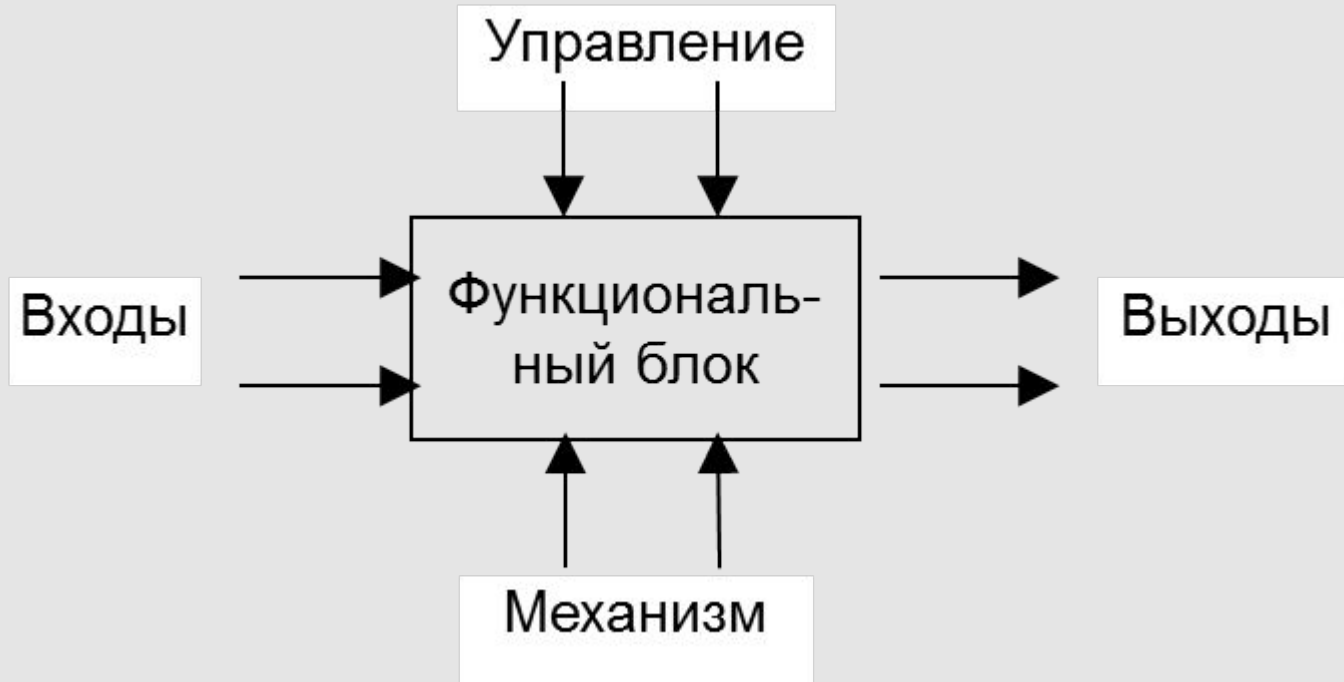 Управление
Входы
Функциональ-
ный блок
Выходы
Механизм